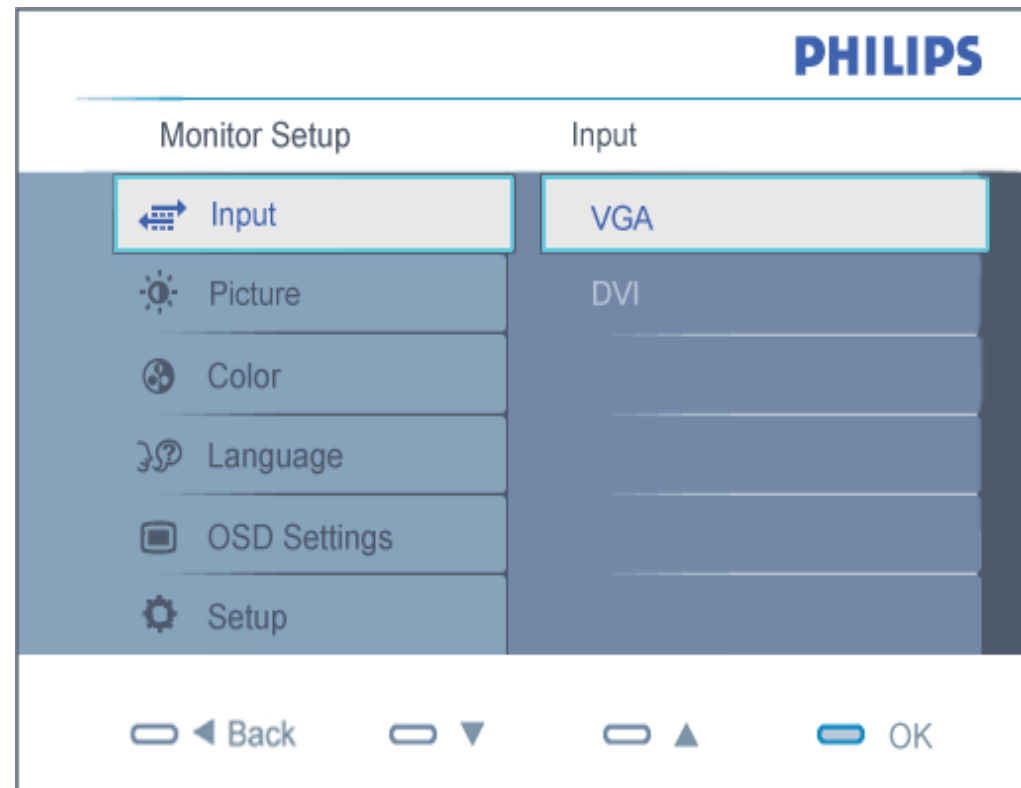 PHILIPS
Monitor Setup Input
Input VGA
Picture DVI
Color
Language
OSD Settings
Setup
Back OK